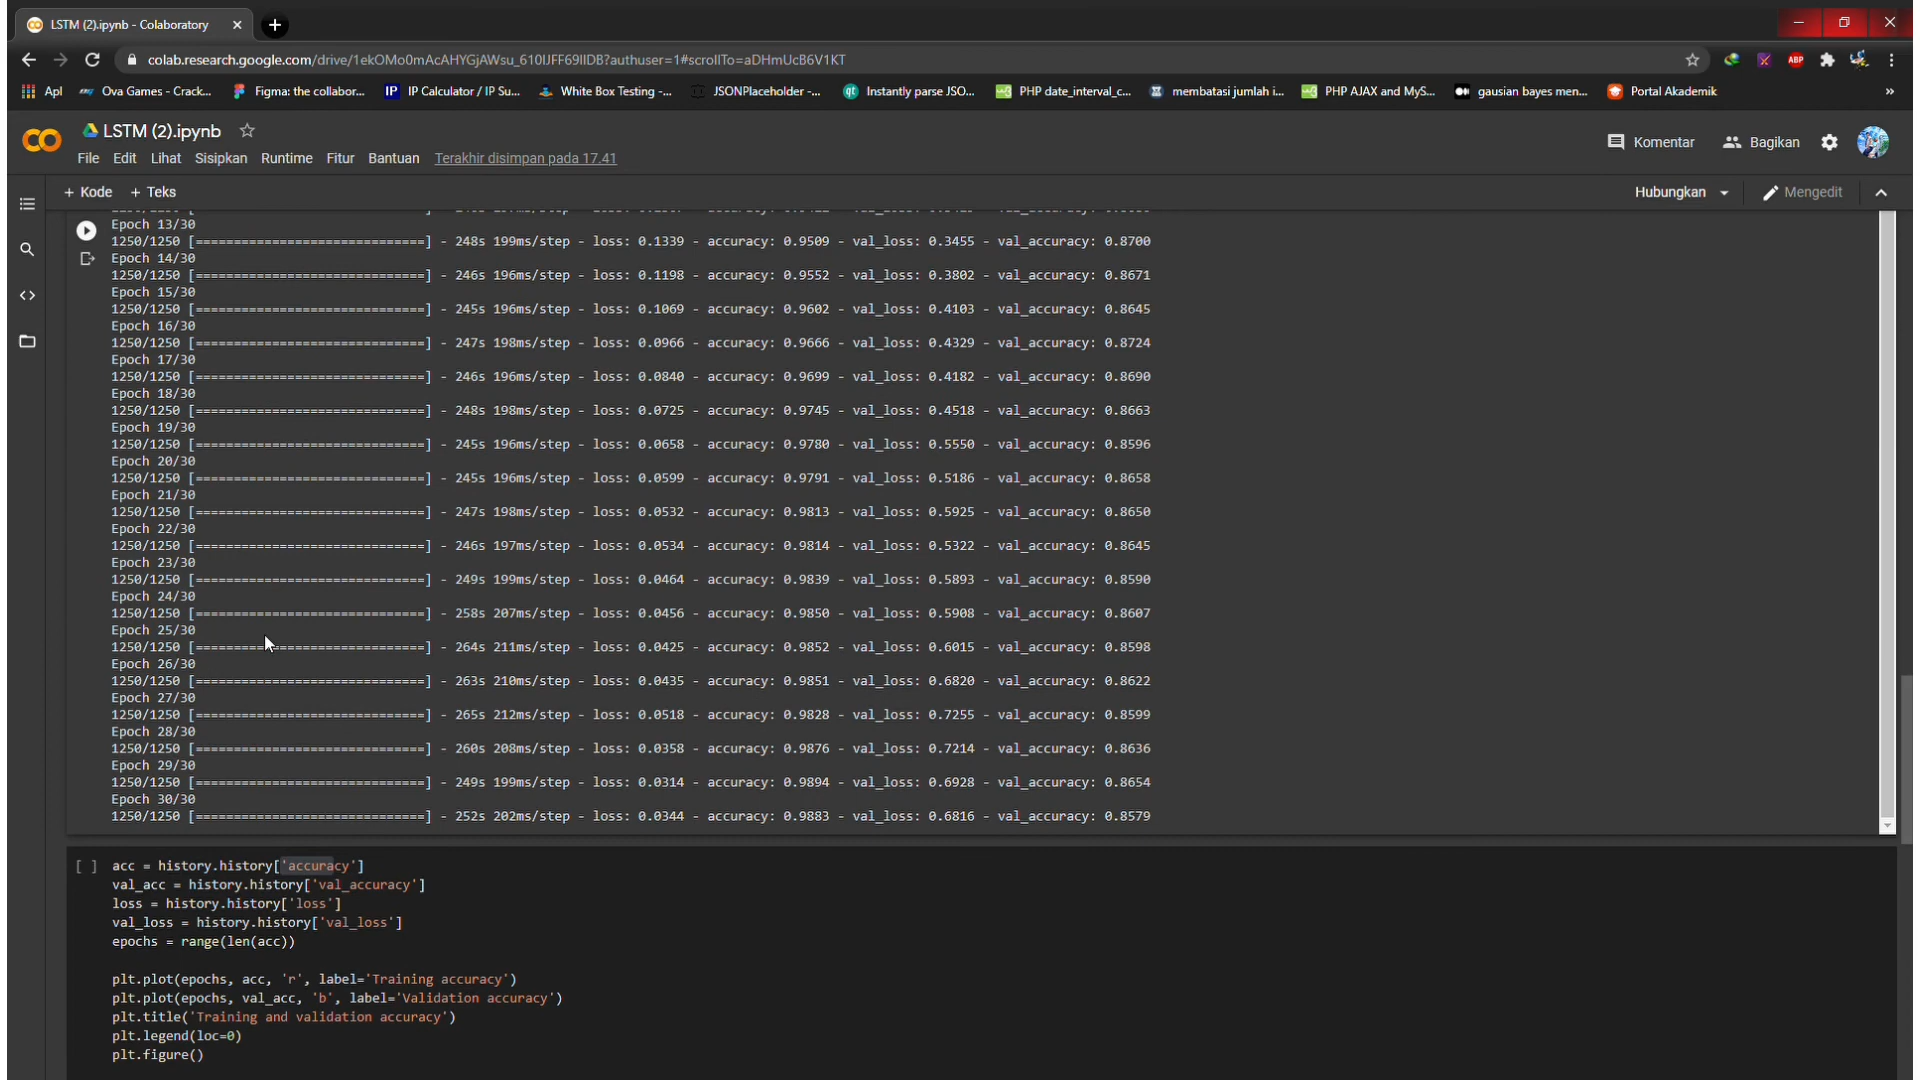 LSTM (2).ipynb - Colaboratory
colab.research.google.com/drive/1ekOMo0mAcAHYGjAWsu_610IJFF69IIDB?authuser=1#scrollTo=aDHmUcB6V1KT
ABP
Apl Ova Games - Crack... Figma: the collabor... IP IP Calculator / IP Su... White Box Testing -... JSONPlaceholder -... qt Instantly parse JSO... PHP date_interval_c... membatasi jumlah i... PHP AJAX and MyS... gausian bayes men... Portal Akademik »
LSTM (2).ipynb
File Edit Lihat Sisipkan Runtime Fitur Bantuan Terakhir disimpan pada 17.41
Komentar Bagikan
+ Kode + Teks
Hubungkan Mengedit
Epoch 13/30
1250/1250 [==============================] - 248s 199ms/step - loss: 0.1339 - accuracy: 0.9509 - val_loss: 0.3455 - val_accuracy: 0.8700
Epoch 14/30
1250/1250 [==============================] - 246s 196ms/step - loss: 0.1198 - accuracy: 0.9552 - val_loss: 0.3802 - val_accuracy: 0.8671
Epoch 15/30
1250/1250 [==============================] - 245s 196ms/step - loss: 0.1069 - accuracy: 0.9602 - val_loss: 0.4103 - val_accuracy: 0.8645
Epoch 16/30
1250/1250 [==============================] - 247s 198ms/step - loss: 0.0966 - accuracy: 0.9666 - val_loss: 0.4329 - val_accuracy: 0.8724
Epoch 17/30
1250/1250 [==============================] - 246s 196ms/step - loss: 0.0840 - accuracy: 0.9699 - val_loss: 0.4182 - val_accuracy: 0.8690
Epoch 18/30
1250/1250 [==============================] - 248s 198ms/step - loss: 0.0725 - accuracy: 0.9745 - val_loss: 0.4518 - val_accuracy: 0.8663
Epoch 19/30
1250/1250 [==============================] - 245s 196ms/step - loss: 0.0658 - accuracy: 0.9780 - val_loss: 0.5550 - val_accuracy: 0.8596
Epoch 20/30
1250/1250 [==============================] - 245s 196ms/step - loss: 0.0599 - accuracy: 0.9791 - val_loss: 0.5186 - val_accuracy: 0.8658
Epoch 21/30
1250/1250 [==============================] - 247s 198ms/step - loss: 0.0532 - accuracy: 0.9813 - val_loss: 0.5925 - val_accuracy: 0.8650
Epoch 22/30
1250/1250 [==============================] - 246s 197ms/step - loss: 0.0534 - accuracy: 0.9814 - val_loss: 0.5322 - val_accuracy: 0.8645
Epoch 23/30
1250/1250 [==============================] - 249s 199ms/step - loss: 0.0464 - accuracy: 0.9839 - val_loss: 0.5893 - val_accuracy: 0.8590
Epoch 24/30
1250/1250 [==============================] - 258s 207ms/step - loss: 0.0456 - accuracy: 0.9850 - val_loss: 0.5908 - val_accuracy: 0.8607
Epoch 25/30
1250/1250 [==============================] - 264s 211ms/step - loss: 0.0425 - accuracy: 0.9852 - val_loss: 0.6015 - val_accuracy: 0.8598
Epoch 26/30
1250/1250 [==============================] - 263s 210ms/step - loss: 0.0435 - accuracy: 0.9851 - val_loss: 0.6820 - val_accuracy: 0.8622
Epoch 27/30
1250/1250 [==============================] - 265s 212ms/step - loss: 0.0518 - accuracy: 0.9828 - val_loss: 0.7255 - val_accuracy: 0.8599
Epoch 28/30
1250/1250 [==============================] - 260s 208ms/step - loss: 0.0358 - accuracy: 0.9876 - val_loss: 0.7214 - val_accuracy: 0.8636
Epoch 29/30
1250/1250 [==============================] - 249s 199ms/step - loss: 0.0314 - accuracy: 0.9894 - val_loss: 0.6928 - val_accuracy: 0.8654
Epoch 30/30
1250/1250 [==============================] - 252s 202ms/step - loss: 0.0344 - accuracy: 0.9883 - val_loss: 0.6816 - val_accuracy: 0.8579
[ ] acc = history.history['accuracy']
val_acc = history.history['val_accuracy']
loss = history.history['loss']
val_loss = history.history['val_loss']
epochs = range(len(acc))
plt.plot(epochs, acc, 'r', label='Training accuracy')
plt.plot(epochs, val_acc, 'b', label='Validation accuracy')
plt.title('Training and validation accuracy')
plt.legend(loc=0)
plt.figure()